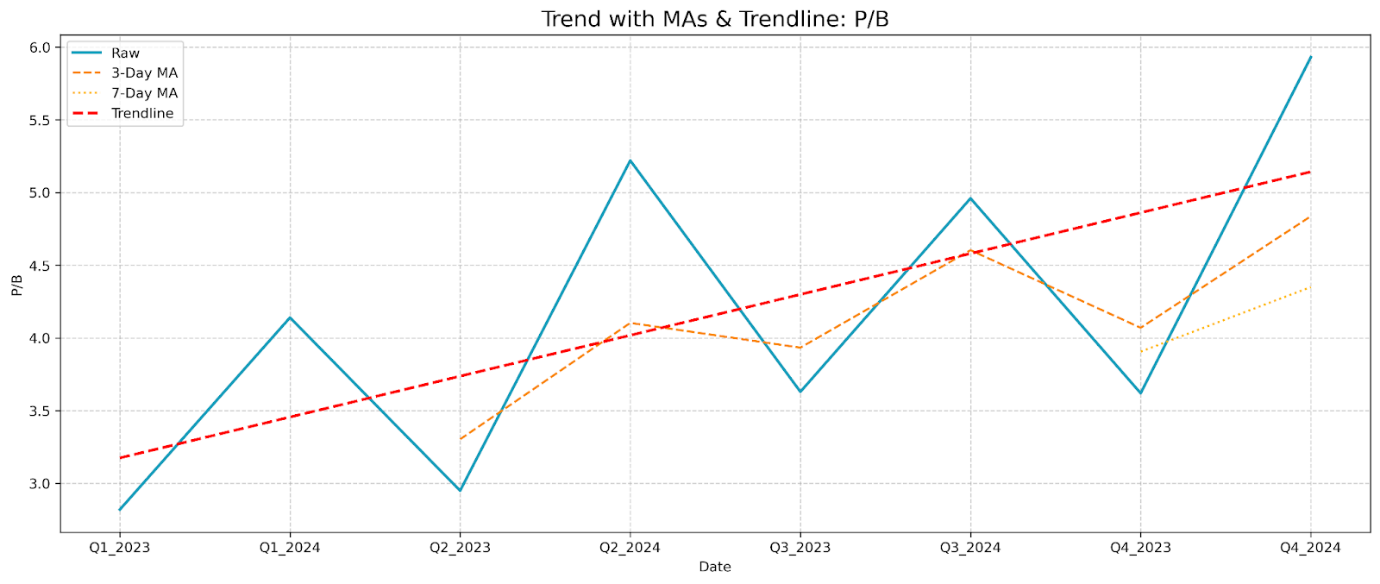 Trend with MAs & Trendline: P/B
Raw
3-Day MA
7-Day MA
Trendline
6.0
5.5
5.0
4.5
4.0
3.5
3.0
P/B
Q1_2023 Q1_2024 Q2_2023 Q2_2024 Q3_2023 Q3_2024 Q4_2023 Q4_2024
Date